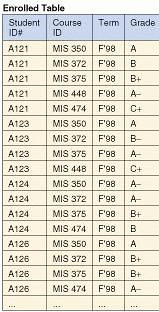 Enrolled Table
Student ID# Course ID Term Grade
A121 MIS 350 F'98 A
A121 MIS 372 F'98 B
A121 MIS 375 F'98 B+
A121 MIS 448 F'98 A–
A121 MIS 474 F'98 C+
A123 MIS 350 F'98 A
A123 MIS 372 F'98 B–
A123 MIS 375 F'98 A–
A123 MIS 448 F'98 C+
A124 MIS 350 F'98 A–
A124 MIS 372 F'98 A–
A124 MIS 375 F'98 B+
A124 MIS 474 F'98 B
A126 MIS 350 F'98 A
A126 MIS 372 F'98 B+
A126 MIS 375 F'98 B+
A126 MIS 474 F'98 A–
... ... ... ...